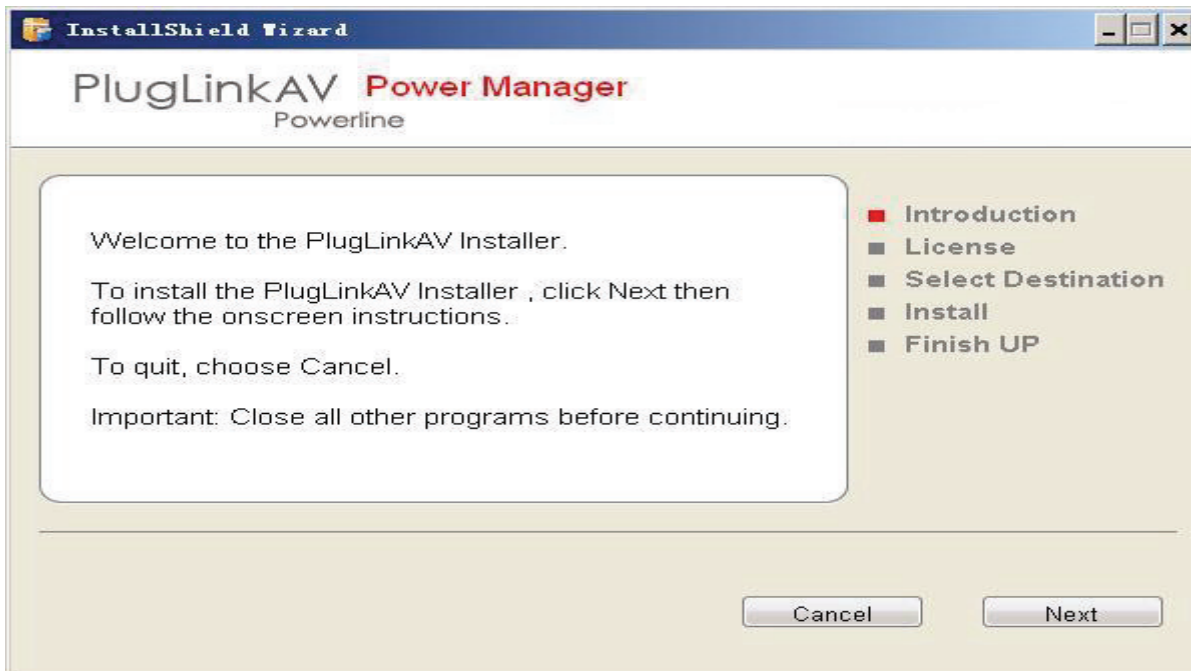 InstallShield Wizard
PlugLinkAV Power Manager
Powerline
Welcome to the PlugLinkAV Installer.
To install the PlugLinkAV Installer , click Next then
follow the onscreen instructions.
To quit, choose Cancel.
Important: Close all other programs before continuing.
Introduction
License
Select Destination
Install
Finish UP
Cancel
Next